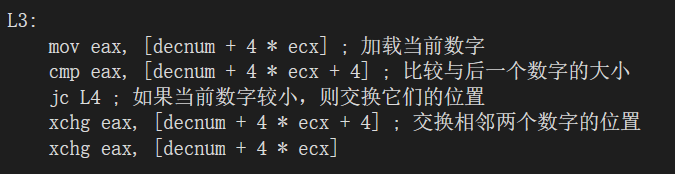 L3:
    mov eax, [decnum + 4 * ecx] ; 加载当前数字
    cmp eax, [decnum + 4 * ecx + 4] ; 比较与后一个数字的大小
    jc L4 ; 如果当前数字较小，则交换它们的位置
    xchg eax, [decnum + 4 * ecx + 4] ; 交换相邻两个数字的位置
    xchg eax, [decnum + 4 * ecx]